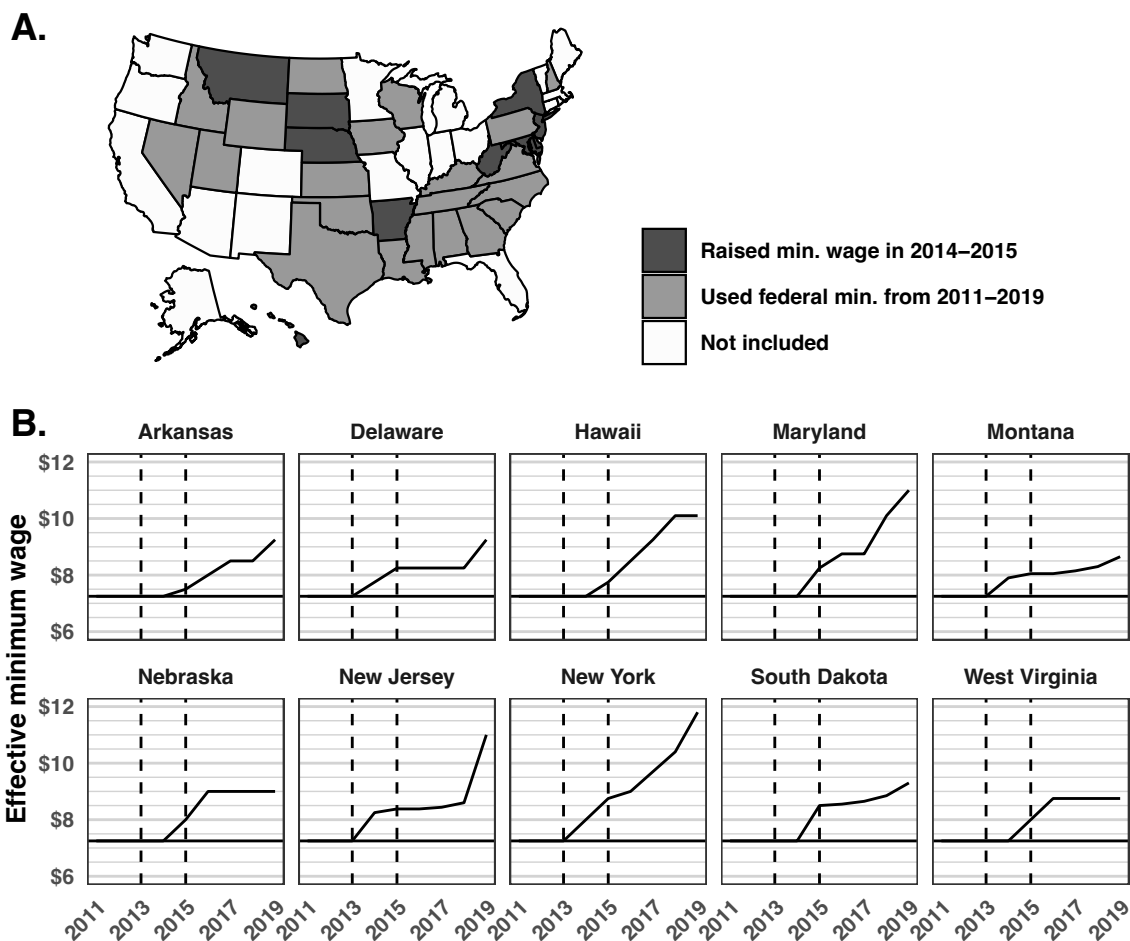 A.
Raised min. wage in 2014–2015
Used federal min. from 2011–2019
Not included
B.
Effective minimum wage
Arkansas Delaware Hawaii Maryland Montana
$12
$10
$8
$6
Nebraska New Jersey New York South Dakota West Virginia
$12
$10
$8
$6
2011 2013 2015 2017 2019 2011 2013 2015 2017 2019 2011 2013 2015 2017 2019 2011 2013 2015 2017 2019 2011 2013 2015 2017 2019